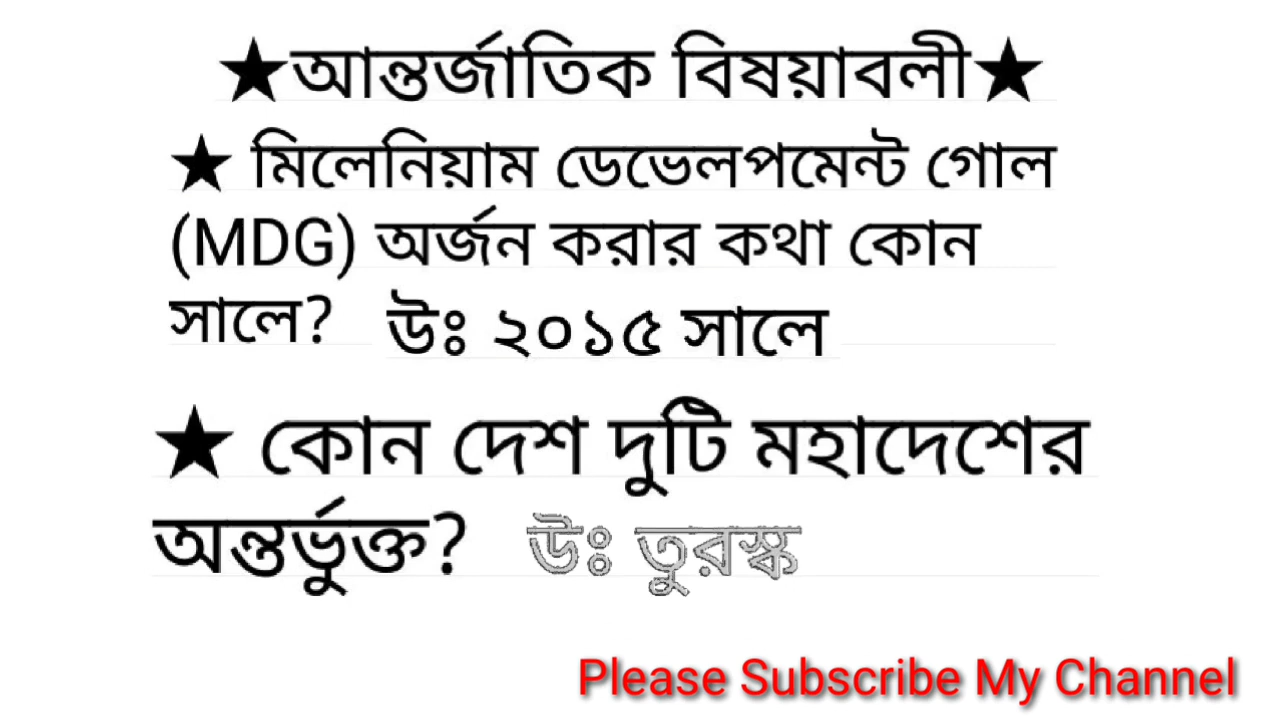 ★আন্তর্জাতিক বিষয়াবলী★
★ মিলেনিয়াম ডেভেলপমেন্ট গোল
(MDG) অর্জন করার কথা কোন
সালে? উঃ ২০১৫ সালে
★ কোন দেশ দুটি মহাদেশের
অন্তর্ভুক্ত? উঃ তুরস্ক
Please Subscribe My Channel